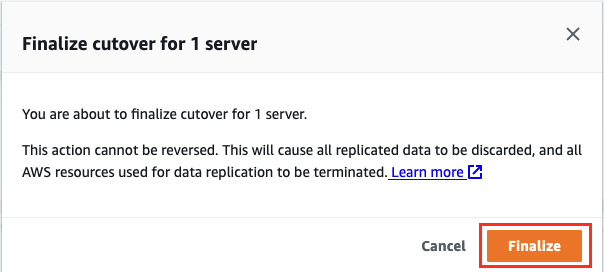 Finalize cutover for 1 server
You are about to finalize cutover for 1 server.
This action cannot be reversed. This will cause all replicated data to be discarded, and all
AWS resources used for data replication to be terminated. Learn more
Cancel Finalize